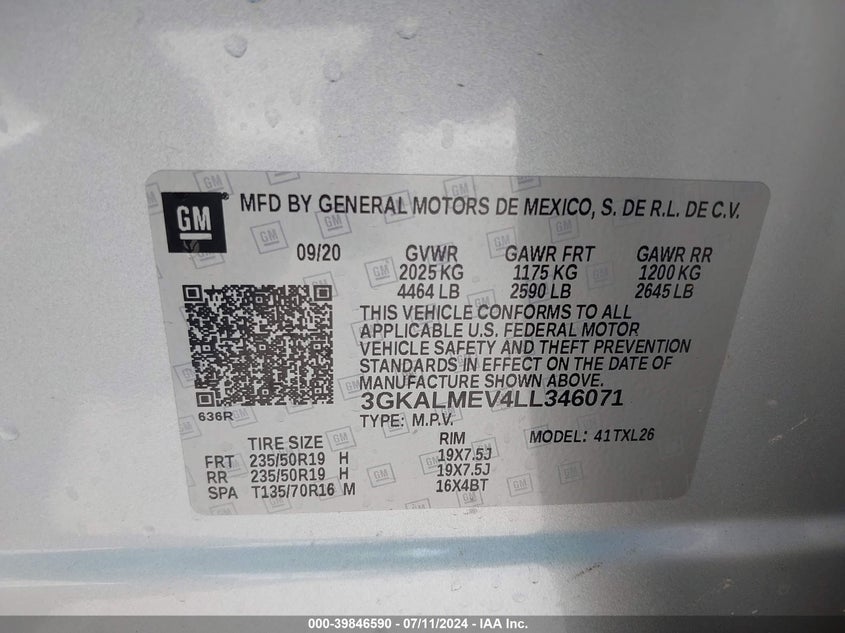 GM
MFD BY GENERAL MOTORS DE MEXICO, S. DE R.L. DE C.V.
09/20 GVWR GAWR FRT GAWR RR
2025 KG 1175 KG 1200 KG
4464 LB 2590 LB 2645 LB
THIS VEHICLE CONFORMS TO ALL
APPLICABLE U.S. FEDERAL MOTOR
VEHICLE SAFETY AND THEFT PREVENTION
STANDARDS IN EFFECT ON THE DATE OF
MANUFACTURE SHOWN ABOVE.
3GKALMEV4LL346071
636R
TYPE: M.P.V.
TIRE SIZE RIM MODEL: 41TXL26
FRT 235/50R19 H 19X7.5J
RR 235/50R19 H 19X7.5J
SPA T135/70R16 M 16X4BT
000-39846590 - 07/11/2024 - IAA Inc.